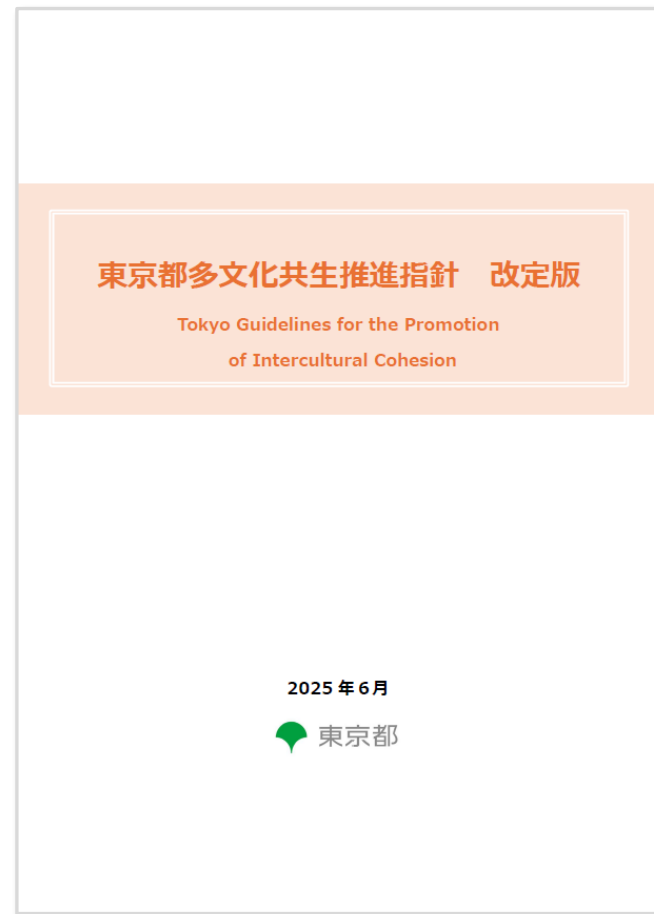 東京都多文化共生推進指針　改定版
Tokyo Guidelines for the Promotion
of Intercultural Cohesion
2025年6月
東京都